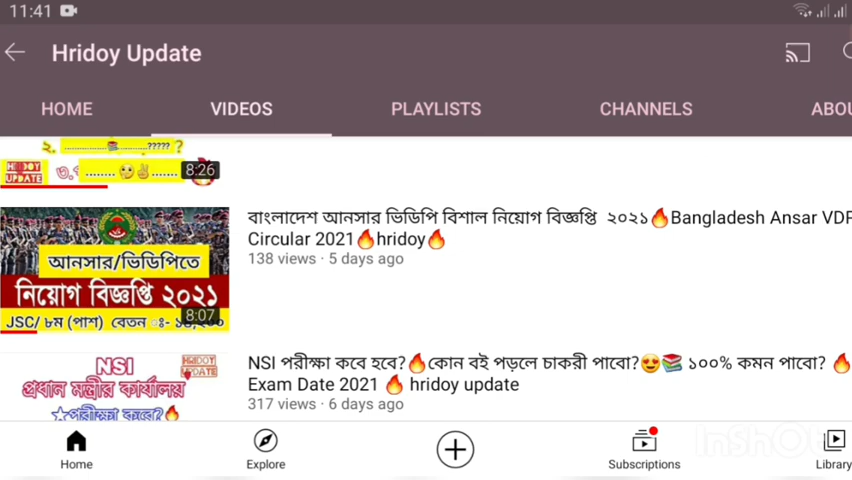 11:41
Hridoy Update
HOME VIDEOS PLAYLISTS CHANNELS ABOU
২. ....................??????
HRIDOY UPDATE
৩.
8:26
বাংলাদেশ আনসার ভিডিপি বিশাল নিয়োগ বিজ্ঞপ্তি ২০২১🔥Bangladesh Ansar VDP
Circular 2021🔥hridoy🔥
138 views · 5 days ago
আনসার/ভিডিপিতে
নিয়োগ বিজ্ঞপ্তি ২০২১
8:07
JSC/ ৮ম (পাশ) বেতন ঃ-
NSI পরীক্ষা কবে হবে?🔥কোন বই পড়লে চাকরী পাবো?😍📚 ১০০% কমন পাবো? 🔥
Exam Date 2021 🔥 hridoy update
317 views · 6 days ago
NSI
HRIDOY UPDATE
প্রধান মন্ত্রীর কার্যালয়
☆পরীক্ষা কবে?🔥
Home Explore Subscriptions Library
InShOt